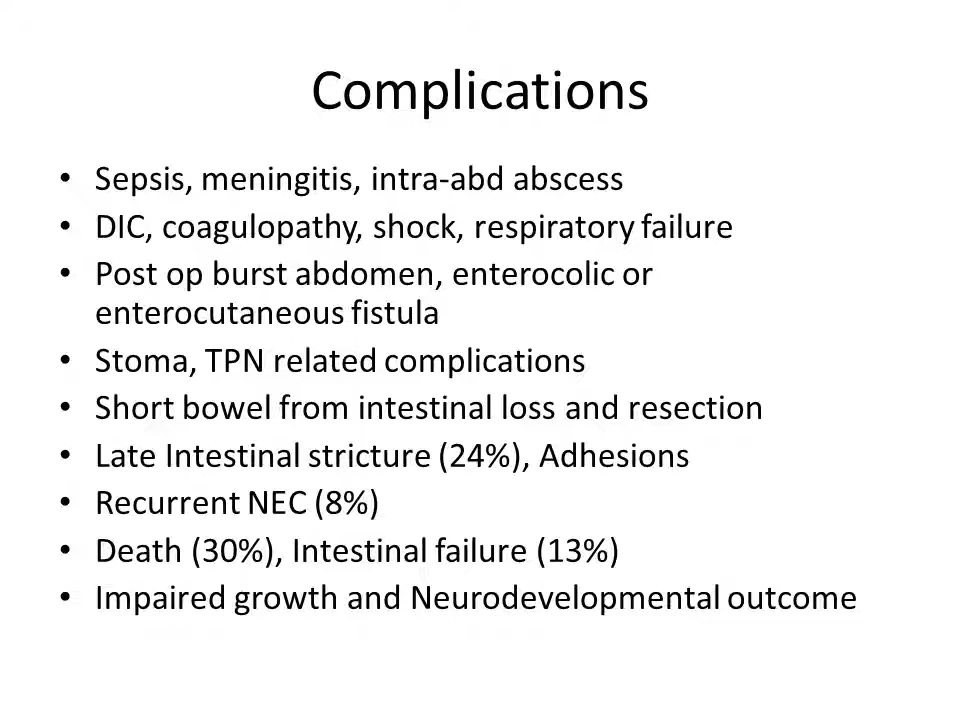 Complications
• Sepsis, meningitis, intra-abd abscess
• DIC, coagulopathy, shock, respiratory failure
• Post op burst abdomen, enterocolic or
enterocutaneous fistula
• Stoma, TPN related complications
• Short bowel from intestinal loss and resection
• Late Intestinal stricture (24%), Adhesions
• Recurrent NEC (8%)
• Death (30%), Intestinal failure (13%)
• Impaired growth and Neurodevelopmental outcome